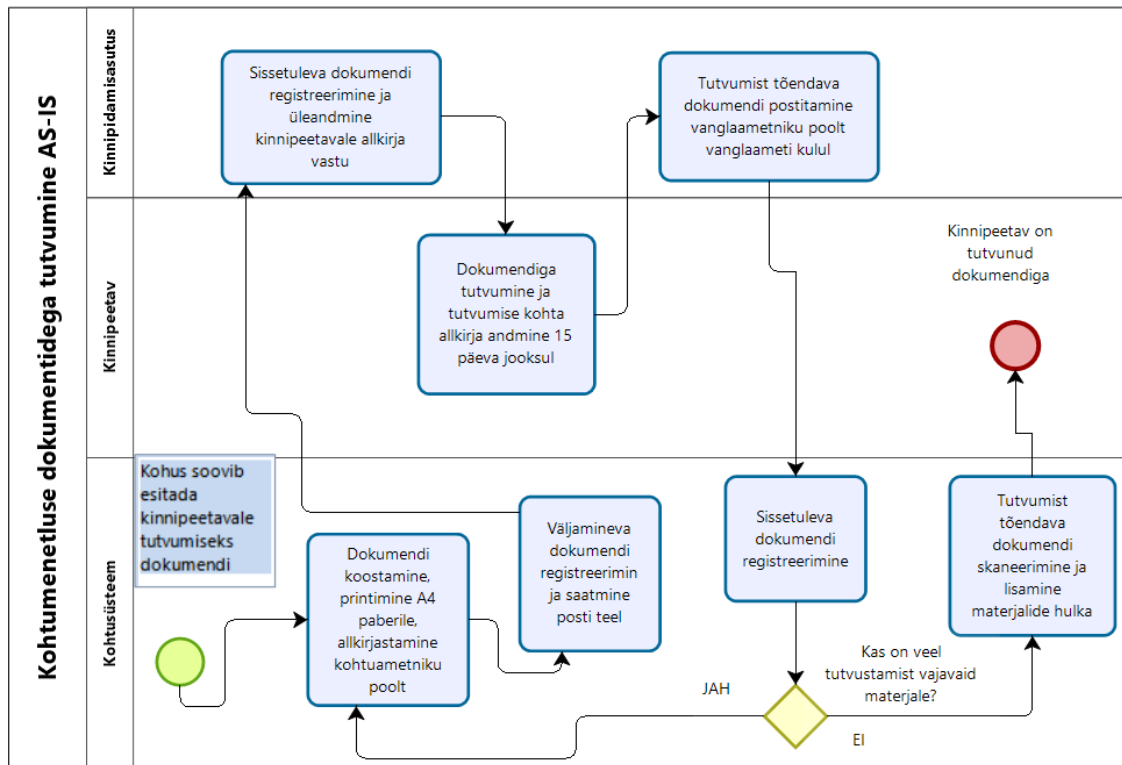 Kohtumenetluse dokumentidega tutvumine AS-IS
Kinnipidamisasutus
Sissetuleva dokumendi
registreerimine ja
üleandmine
kinnipeetavale allkirja
vastu
Tutvumist tõendava
dokumendi postitamine
vanglaametniku poolt
vanglaameti kulul
Kinnipeetav
Dokumendiga
tutvumine ja
tutvumise kohta
allkirja andmine 15
päeva jooksul
Kinnipeetav on
tutvunud
dokumendiga
Kohtusüsteem
Kohus soovib
esitada
kinnipeetavale
tutvumiseks
dokumendi
Dokumendi
koostamine,
printimine A4
paberile,
allkirjastamine
kohtuametniku
poolt
Väljamineva
dokumendi
registreerimin
ja saatmine
posti teel
Sissetuleva
dokumendi
registreerimine
Kas on veel
tutvustamist vajavaid
materjale?
JAH
EI
Tutvumist
tõendava
dokumendi
skaneerimine ja
lisamine
materjalide hulka